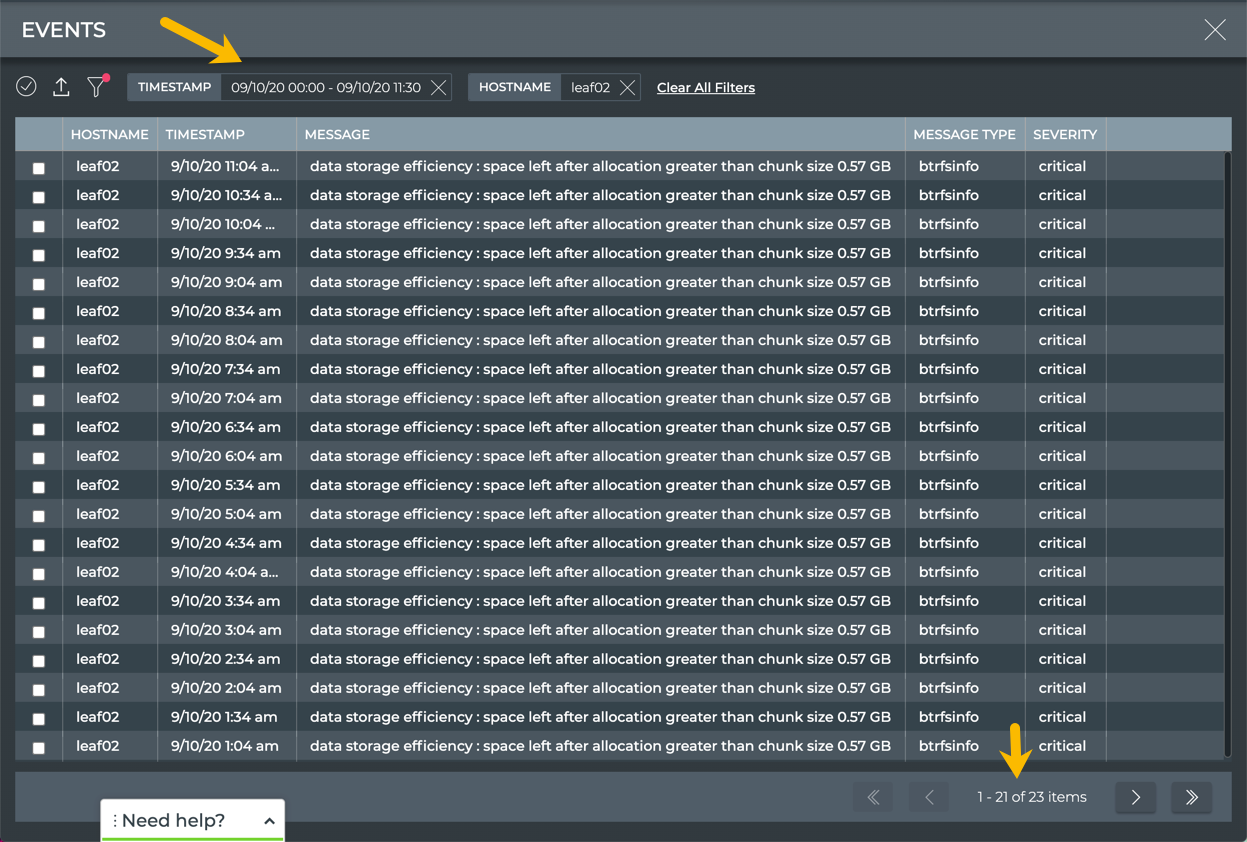 EVENTS
TIMESTAMP 09/10/20 00:00 - 09/10/20 11:30 HOSTNAME leaf02 Clear All Filters
HOSTNAME TIMESTAMP MESSAGE MESSAGE TYPE SEVERITY
leaf02 9/10/20 11:04 a... data storage efficiency : space left after allocation greater than chunk size 0.57 GB btrfsinfo critical
leaf02 9/10/20 10:34 a... data storage efficiency : space left after allocation greater than chunk size 0.57 GB btrfsinfo critical
leaf02 9/10/20 10:04 ... data storage efficiency : space left after allocation greater than chunk size 0.57 GB btrfsinfo critical
leaf02 9/10/20 9:34 am data storage efficiency : space left after allocation greater than chunk size 0.57 GB btrfsinfo critical
leaf02 9/10/20 9:04 am data storage efficiency : space left after allocation greater than chunk size 0.57 GB btrfsinfo critical
leaf02 9/10/20 8:34 am data storage efficiency : space left after allocation greater than chunk size 0.57 GB btrfsinfo critical
leaf02 9/10/20 8:04 am data storage efficiency : space left after allocation greater than chunk size 0.57 GB btrfsinfo critical
leaf02 9/10/20 7:34 am data storage efficiency : space left after allocation greater than chunk size 0.57 GB btrfsinfo critical
leaf02 9/10/20 7:04 am data storage efficiency : space left after allocation greater than chunk size 0.57 GB btrfsinfo critical
leaf02 9/10/20 6:34 am data storage efficiency : space left after allocation greater than chunk size 0.57 GB btrfsinfo critical
leaf02 9/10/20 6:04 am data storage efficiency : space left after allocation greater than chunk size 0.57 GB btrfsinfo critical
leaf02 9/10/20 5:34 am data storage efficiency : space left after allocation greater than chunk size 0.57 GB btrfsinfo critical
leaf02 9/10/20 5:04 am data storage efficiency : space left after allocation greater than chunk size 0.57 GB btrfsinfo critical
leaf02 9/10/20 4:34 am data storage efficiency : space left after allocation greater than chunk size 0.57 GB btrfsinfo critical
leaf02 9/10/20 4:04 a... data storage efficiency : space left after allocation greater than chunk size 0.57 GB btrfsinfo critical
leaf02 9/10/20 3:34 am data storage efficiency : space left after allocation greater than chunk size 0.57 GB btrfsinfo critical
leaf02 9/10/20 3:04 am data storage efficiency : space left after allocation greater than chunk size 0.57 GB btrfsinfo critical
leaf02 9/10/20 2:34 am data storage efficiency : space left after allocation greater than chunk size 0.57 GB btrfsinfo critical
leaf02 9/10/20 2:04 am data storage efficiency : space left after allocation greater than chunk size 0.57 GB btrfsinfo critical
leaf02 9/10/20 1:34 am data storage efficiency : space left after allocation greater than chunk size 0.57 GB btrfsinfo critical
leaf02 9/10/20 1:04 am data storage efficiency : space left after allocation greater than chunk size 0.57 GB btrfsinfo critical
1 - 21 of 23 items
Need help?